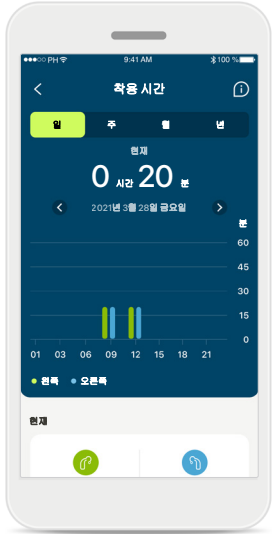 PH 9:41 AM 100 %
착용 시간
일 주 월 년
현재
0 시간 20 분
2021년 3월 28일 금요일
분
60
45
30
15
0
01 03 06 09 12 15 18 21
왼쪽 오른쪽
현재